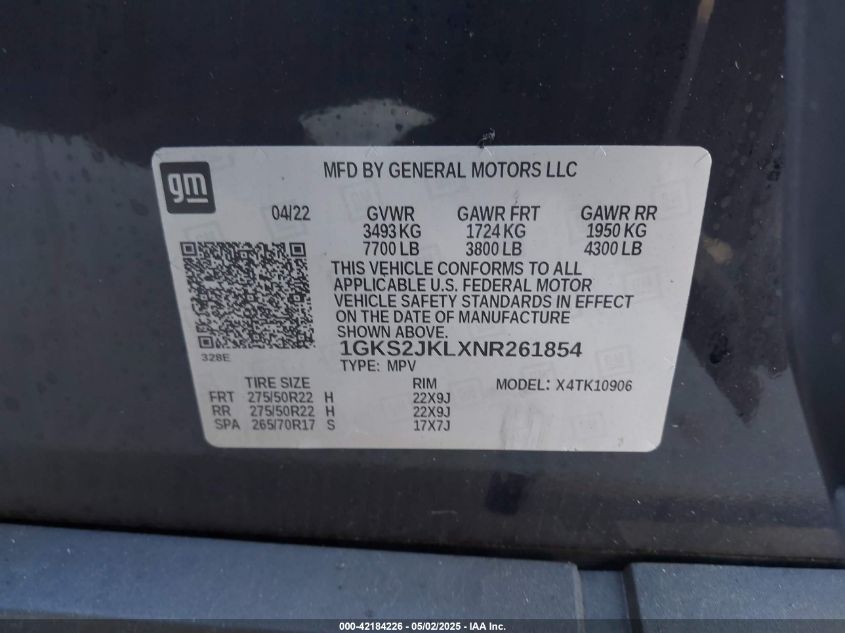 gm
MFD BY GENERAL MOTORS LLC
04/22 GVWR GAWR FRT GAWR RR
3493 KG 1724 KG 1950 KG
7700 LB 3800 LB 4300 LB
THIS VEHICLE CONFORMS TO ALL
APPLICABLE U.S. FEDERAL MOTOR
VEHICLE SAFETY STANDARDS IN EFFECT
ON THE DATE OF MANUFACTURE
SHOWN ABOVE.
328E
1GKS2JKLXNR261854
TYPE: MPV
TIRE SIZE RIM MODEL: X4TK10906
FRT 275/50R22 H 22X9J
RR 275/50R22 H 22X9J
SPA 265/70R17 S 17X7J
000-42184226 - 05/02/2025 - IAA Inc.